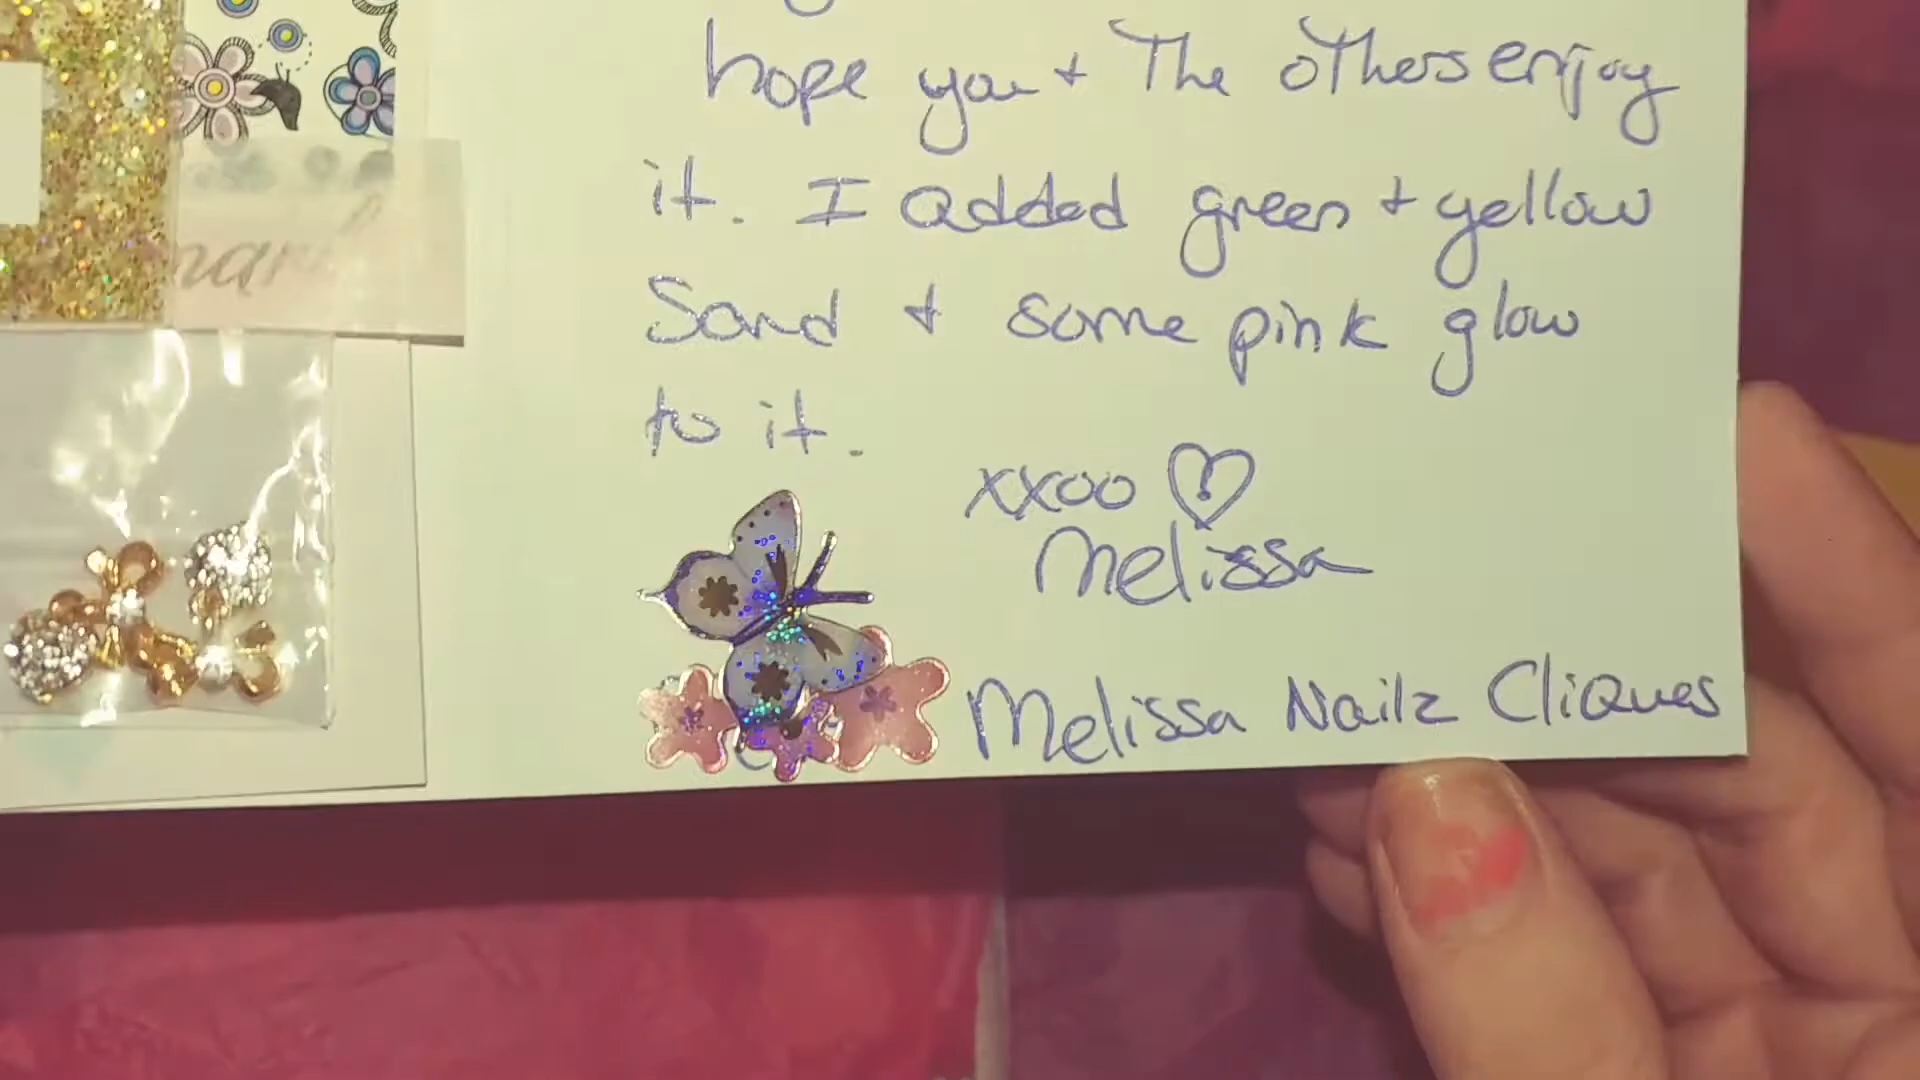 hope you + The others enjoy
it. I added green + yellow
Sand + some pink glow
to it.
xxoo
Melissa
Melissa Nailz Cliques